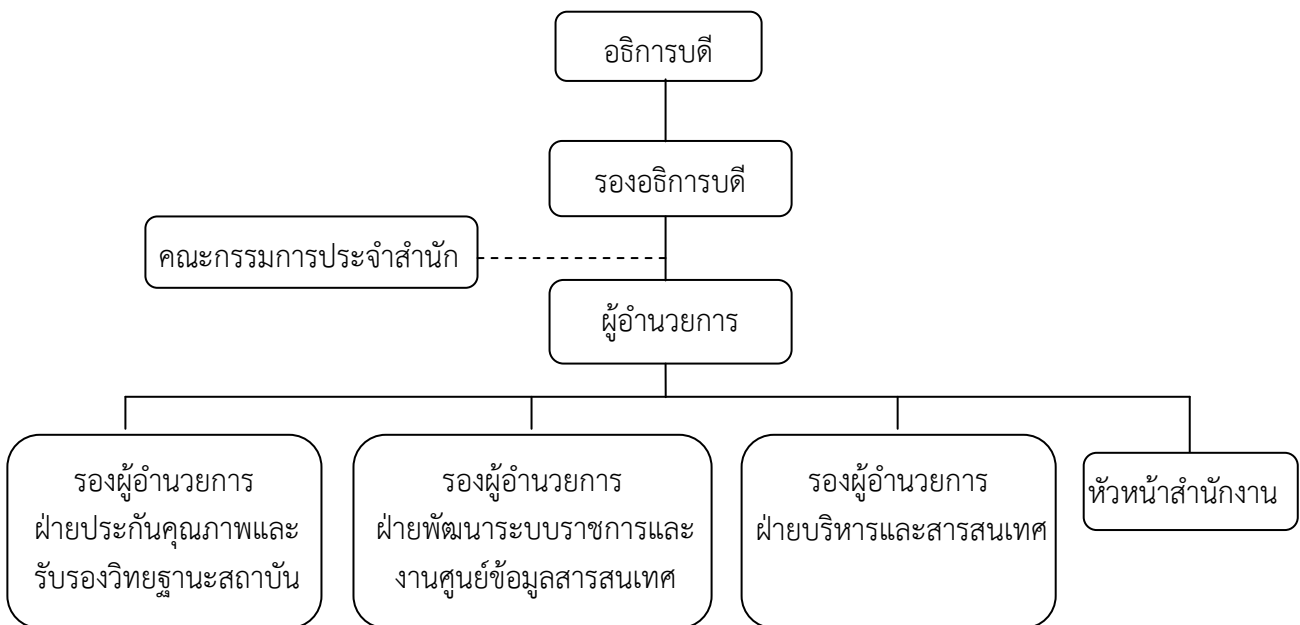 อธิการบดี
รองอธิการบดี
คณะกรรมการประจำสำนัก
ผู้อำนวยการ
รองผู้อำนวยการ
ฝ่ายประกันคุณภาพและ
รับรองวิทยฐานะสถาบัน
รองผู้อำนวยการ
ฝ่ายพัฒนาระบบราชการและ
งานศูนย์ข้อมูลสารสนเทศ
รองผู้อำนวยการ
ฝ่ายบริหารและสารสนเทศ
หัวหน้าสำนักงาน